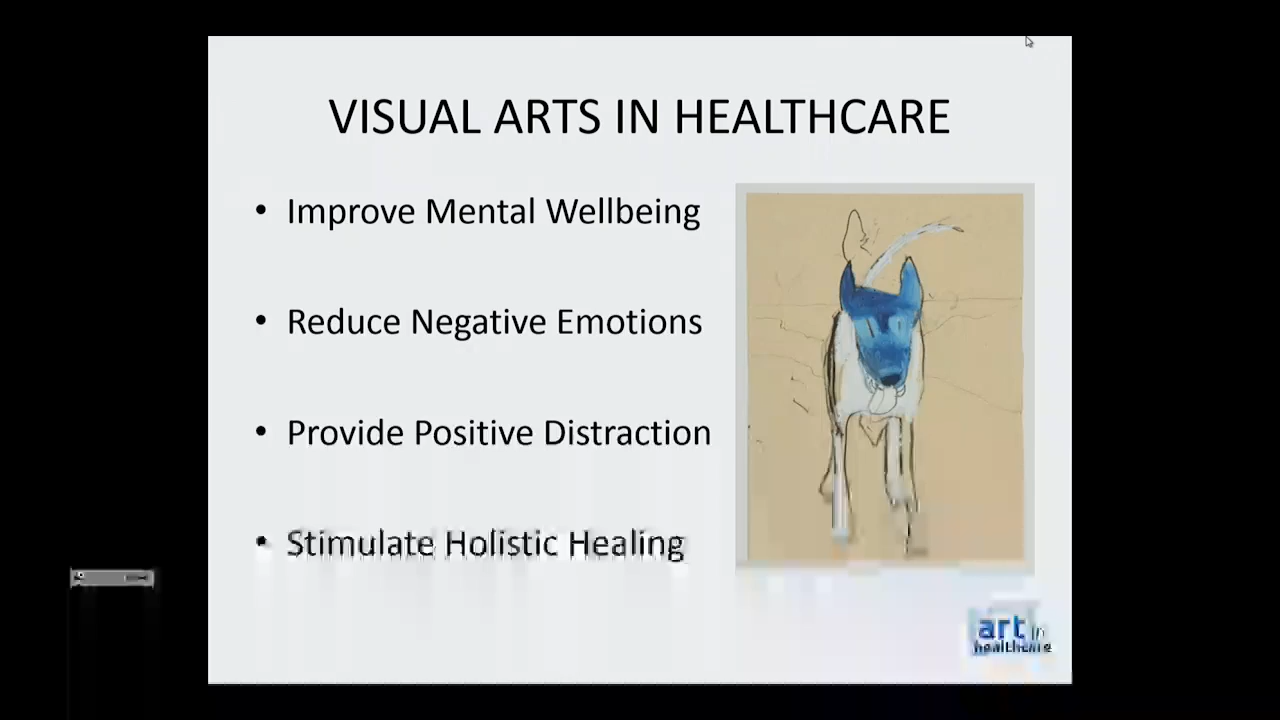 VISUAL ARTS IN HEALTHCARE
• Improve Mental Wellbeing
• Reduce Negative Emotions
• Provide Positive Distraction
• Stimulate Holistic Healing
art in
healthcare